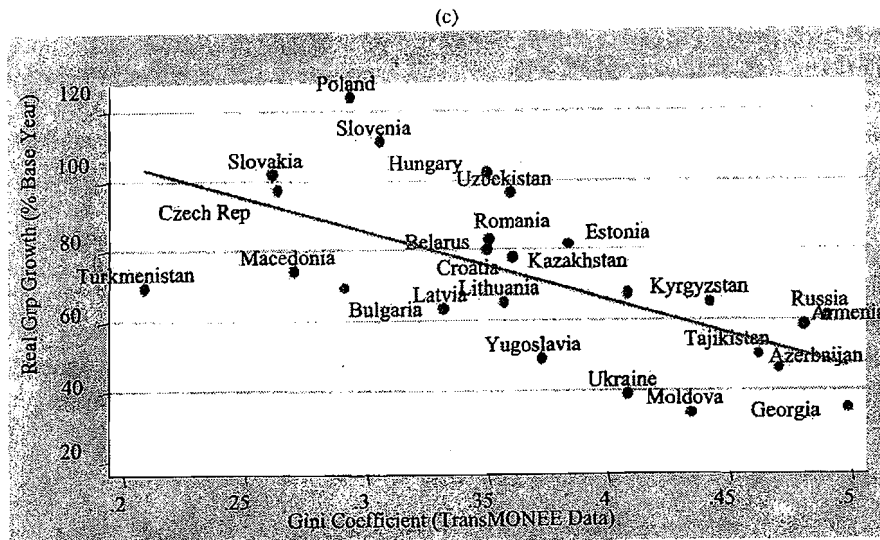 (c)
Real Grp Growth (% Base Year)
120
100
80
60
40
20
Poland
Slovenia
Slovakia
Hungary
Uzbekistan
Czech Rep
Romania
Estonia
Belarus
Macedonia
Croatia
Kazakhstan
Turkmenistan
Lithuania
Kyrgyzstan
Latvia
Bulgaria
Russia
Armenia
Tajikistan
Yugoslavia
Azerbaijan
Ukraine
Moldova
Georgia
.2 .25 .3 .35 .4 .45 .5
Gini Coefficient (TransMONEE Data)